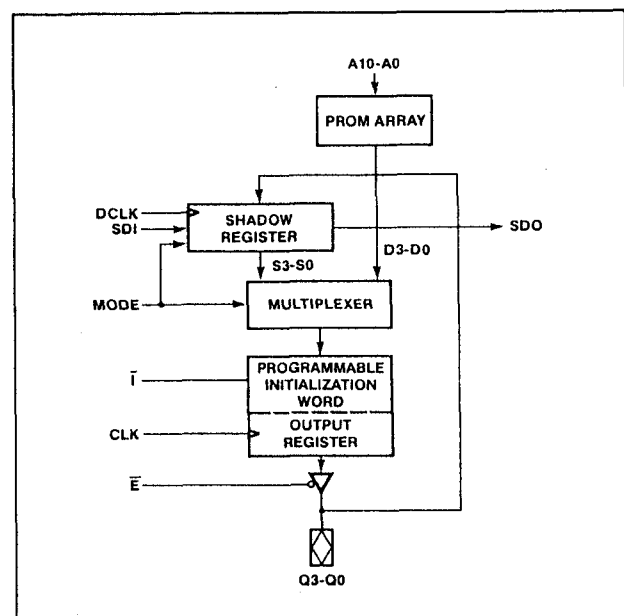 A10-A0
PROM ARRAY
DCLK
SDI
SHADOW
REGISTER
SDO
S3-S0
D3-D0
MODE
MULTIPLEXER
I̅
PROGRAMMABLE
INITIALIZATION
WORD
CLK
OUTPUT
REGISTER
E̅
Q3-Q0